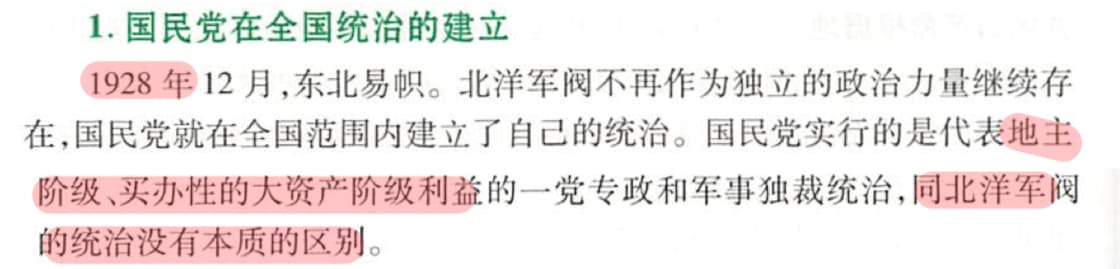 1. 国民党在全国统治的建立
1928 年 12 月,东北易帜。北洋军阀不再作为独立的政治力量继续存
在,国民党就在全国范围内建立了自己的统治。国民党实行的是代表地主
阶级、买办性的大资产阶级利益的一党专政和军事独裁统治,同北洋军阀
的统治没有本质的区别。